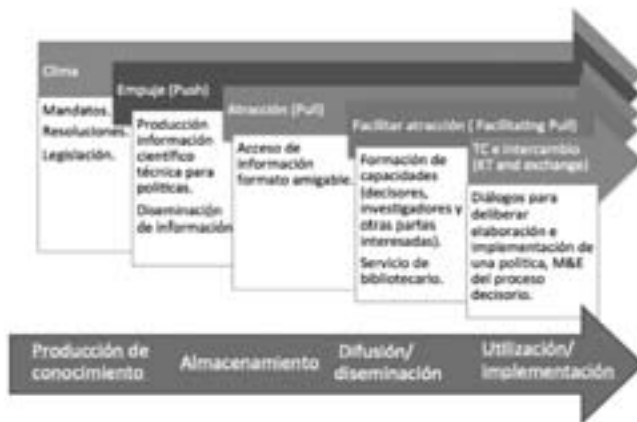 Clima
Mandatos.
Resoluciones.
Legislación.
Empuje (Push)
Producción
información
científico
técnica para
políticas.
Diseminación
de información
Atracción (Pull)
Acceso de
información
formato amigable.
Facilitar atracción ( Facilitating Pull)
Formación de
capacidades
(decisores,
investigadores y
otras partes
interesadas).
Servicio de
bibliotecario.
TC e intercambio
(KT and exchange)
Diálogos para
deliberar
elaboración e
implementación de
una política, M&E
del proceso
decisorio.
Producción de
conocimiento
Almacenamiento
Difusión/
diseminación
Utilización/
implementación